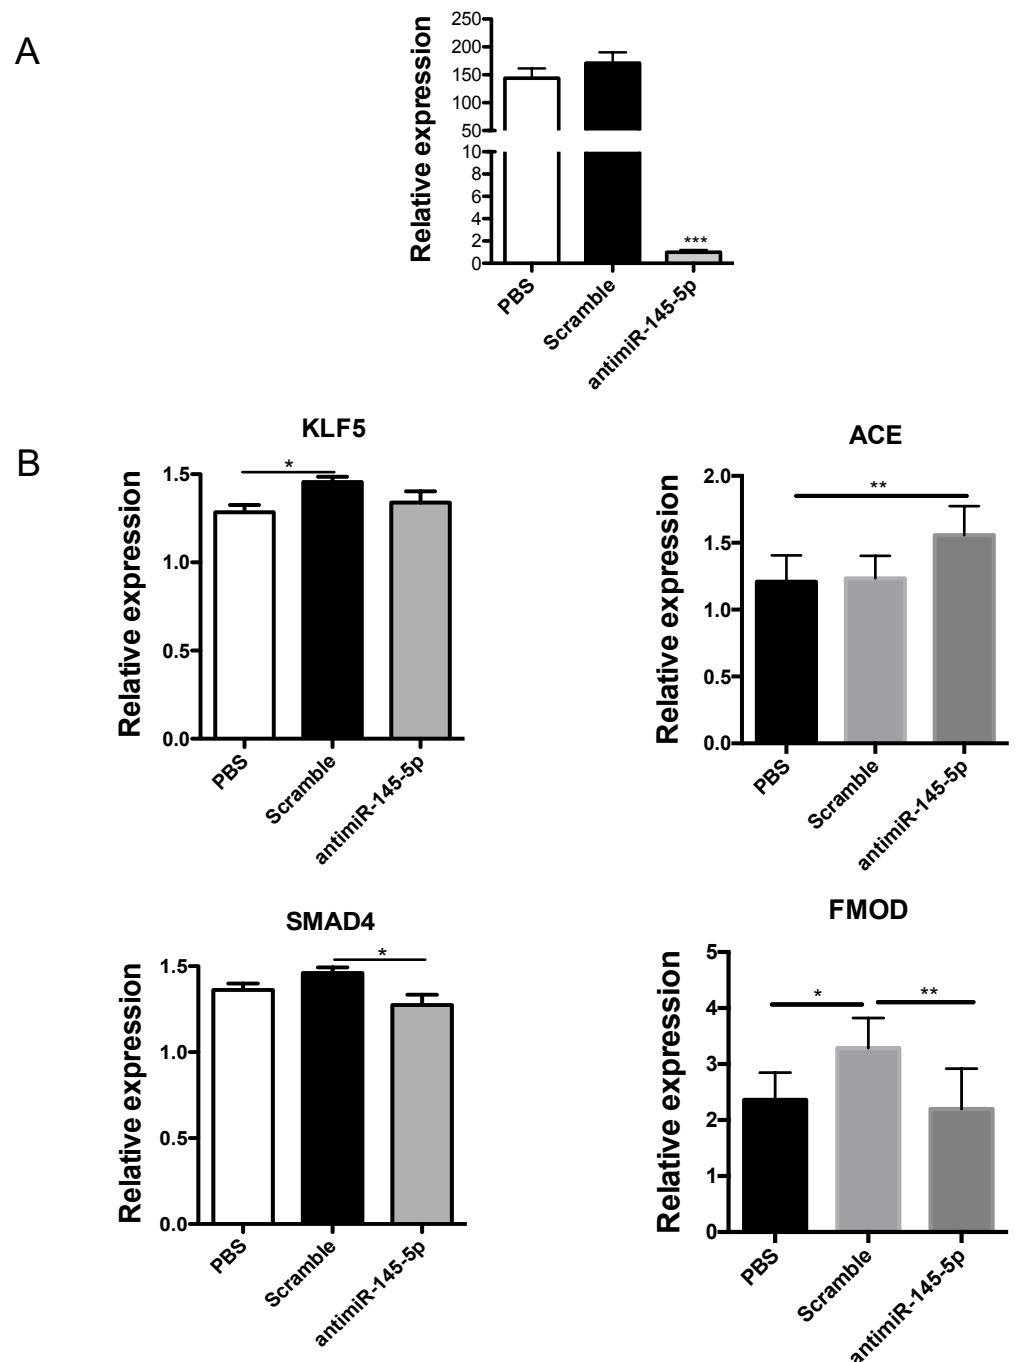 A
Relative expression
250
200
150
100
50
10
8
6
4
2
0
***
PBS
Scramble
antimiR-145-5p
B
KLF5
Relative expression
1.5
1.0
0.5
0.0
*
PBS
Scramble
antimiR-145-5p
ACE
Relative expression
2.0
1.5
1.0
0.5
0.0
**
PBS
Scramble
antimiR-145-5p
SMAD4
Relative expression
1.5
1.0
0.5
0.0
*
PBS
Scramble
antimiR-145-5p
FMOD
Relative expression
5
4
3
2
1
0
*
**
PBS
Scramble
antimiR-145-5p